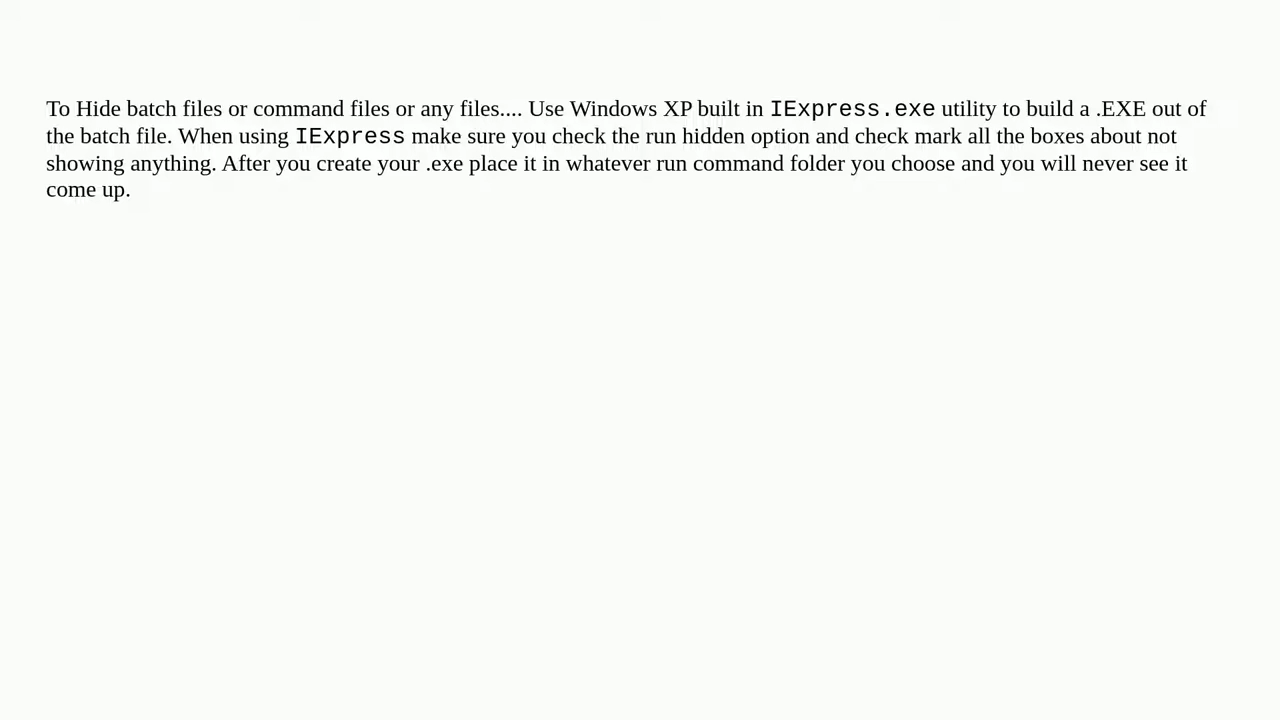 To Hide batch files or command files or any files.... Use Windows XP built in IExpress.exe utility to build a .EXE out of
the batch file. When using IExpress make sure you check the run hidden option and check mark all the boxes about not
showing anything. After you create your .exe place it in whatever run command folder you choose and you will never see it
come up.